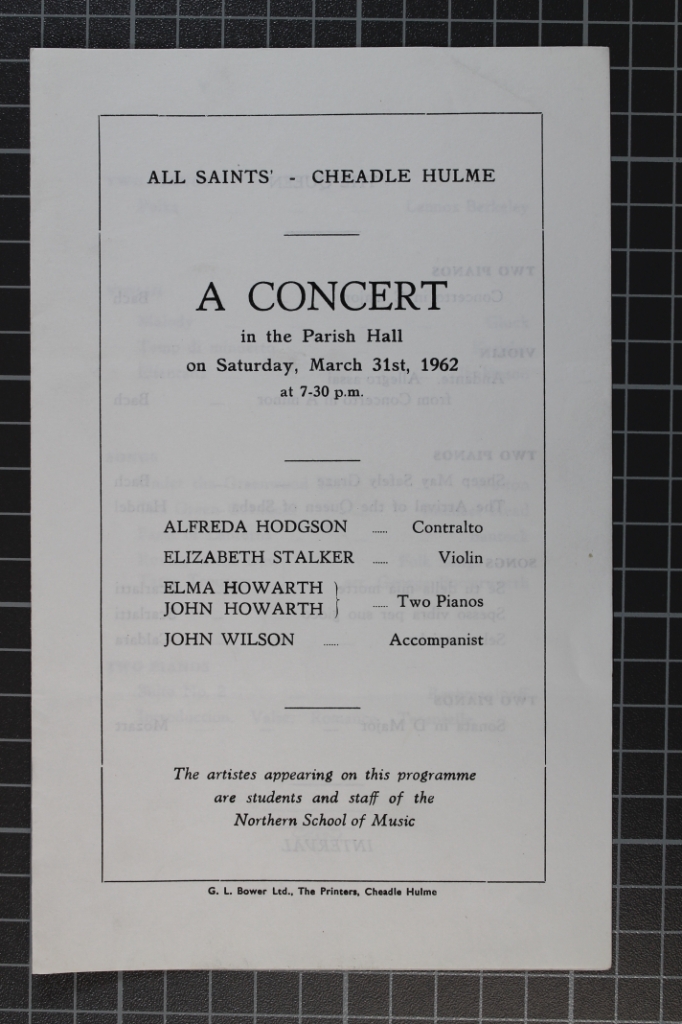 ALL SAINTS' - CHEADLE HULME
A CONCERT
in the Parish Hall
on Saturday, March 31st, 1962
at 7-30 p.m.
ALFREDA HODGSON ...... Contralto
ELIZABETH STALKER ...... Violin
ELMA HOWARTH
JOHN HOWARTH } ...... Two Pianos
JOHN WILSON ...... Accompanist
The artistes appearing on this programme
are students and staff of the
Northern School of Music
G. L. Bower Ltd., The Printers, Cheadle Hulme